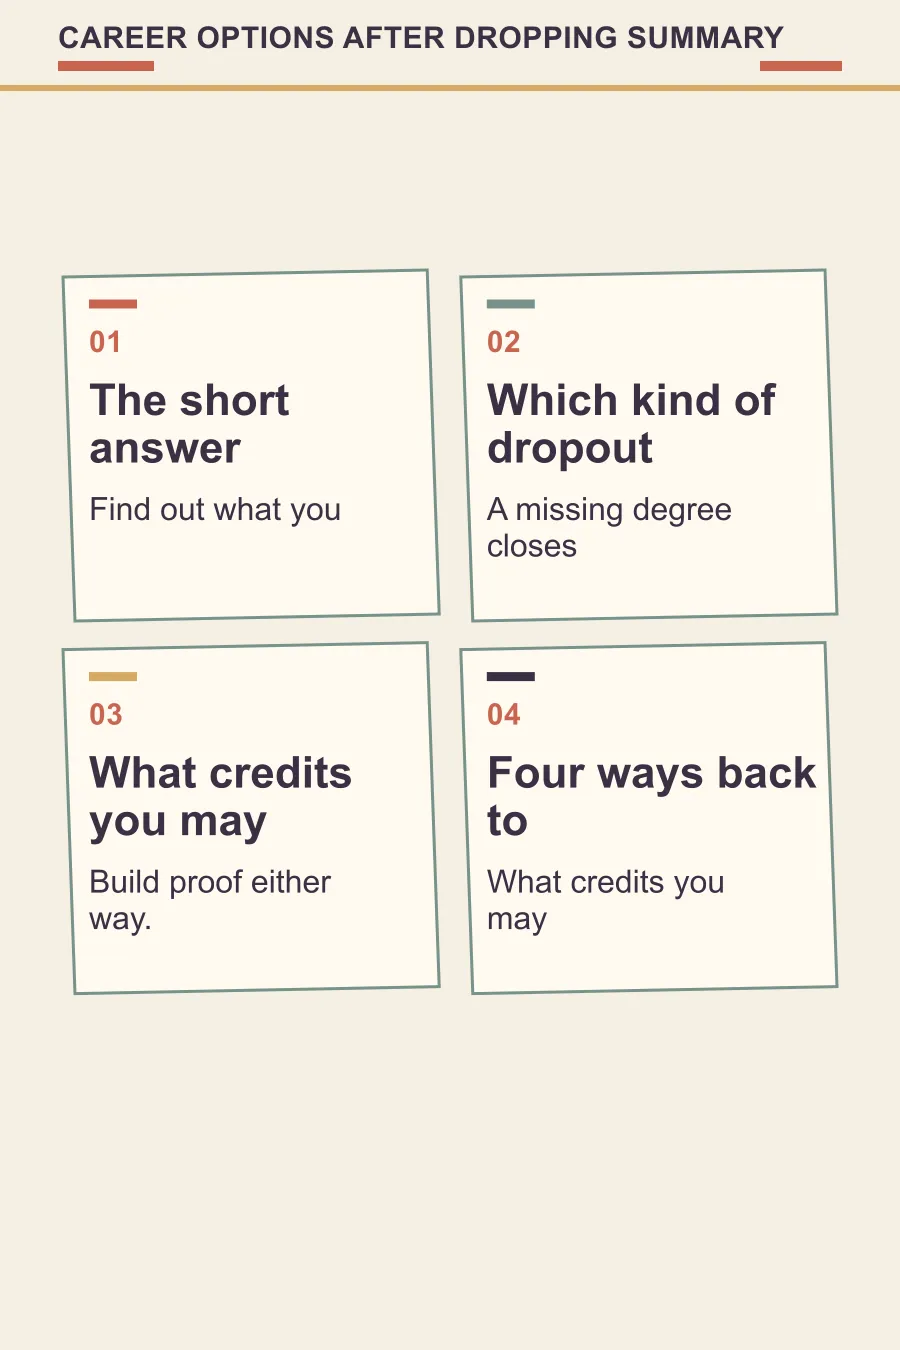 CAREER OPTIONS AFTER DROPPING SUMMARY
01
The short
answer
Find out what you
02
Which kind of
dropout
A missing degree
closes
03
What credits
you may
Build proof either
way.
04
Four ways back
to
What credits you
may